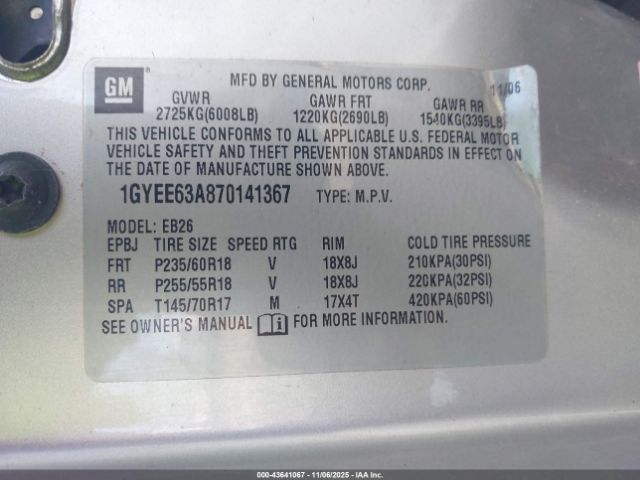 GM ®
MFD BY GENERAL MOTORS CORP. 11/06
GVWR GAWR FRT GAWR RR
2725KG(6008LB) 1220KG(2690LB) 1540KG(3395LB)
THIS VEHICLE CONFORMS TO ALL APPLICABLE U.S. FEDERAL MOTOR
VEHICLE SAFETY AND THEFT PREVENTION STANDARDS IN EFFECT ON
THE DATE OF MANUFACTURE SHOWN ABOVE.
1GYEE63A870141367 TYPE: M.P.V.
MODEL: EB26
EPBJ TIRE SIZE SPEED RTG RIM COLD TIRE PRESSURE
FRT P235/60R18 V 18X8J 210KPA(30PSI)
RR P255/55R18 V 18X8J 220KPA(32PSI)
SPA T145/70R17 M 17X4T 420KPA(60PSI)
SEE OWNER'S MANUAL FOR MORE INFORMATION.
000-43641067 - 11/06/2025 - IAAI.COM